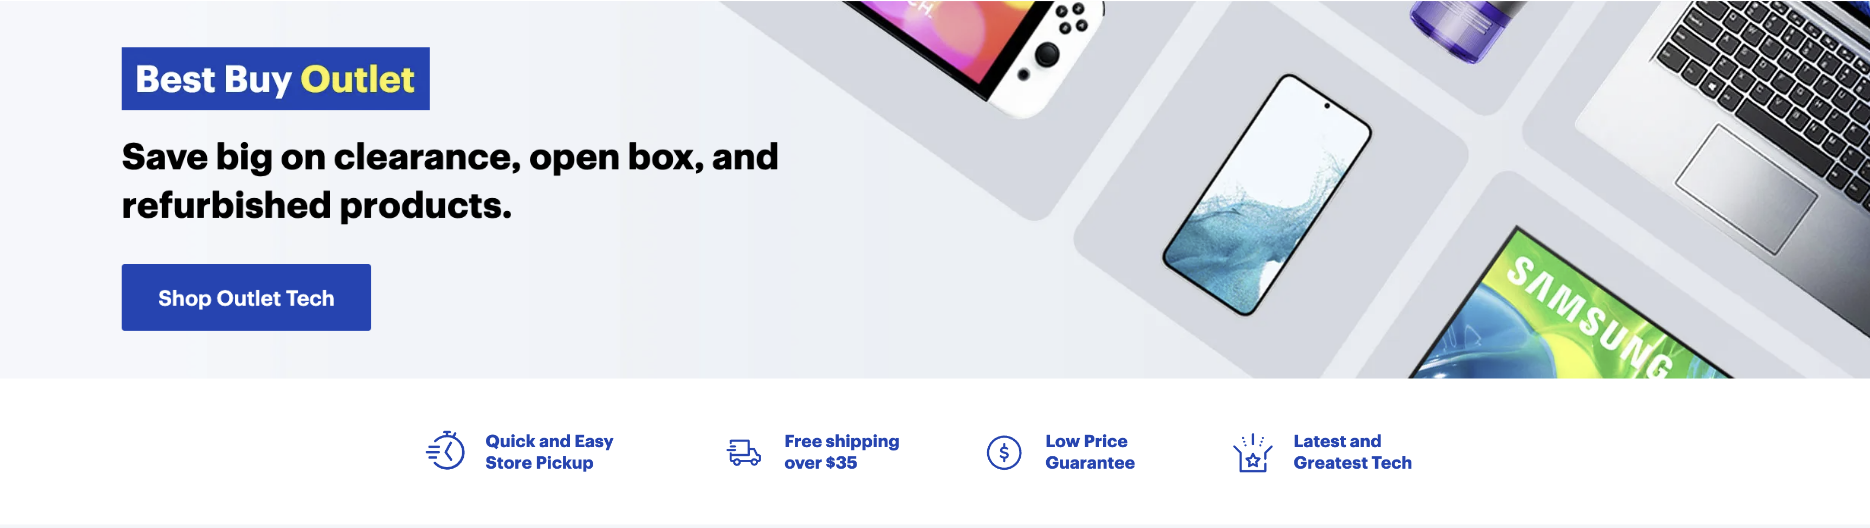 Best Buy Outlet
Save big on clearance, open box, and
refurbished products.
Shop Outlet Tech
SAMSUNG
Quick and Easy
Store Pickup
Free shipping
over $35
Low Price
Guarantee
Latest and
Greatest Tech